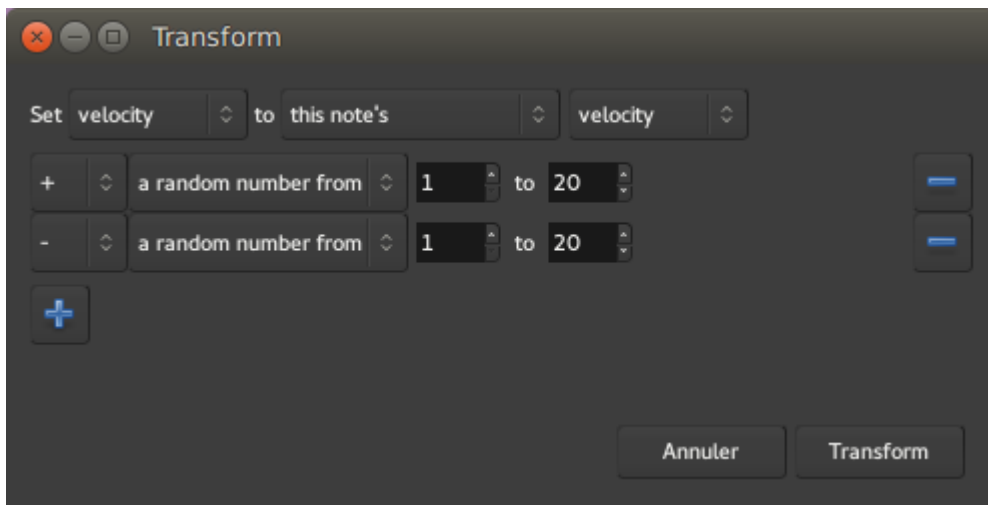 Transform
Set velocity to this note's velocity
+ a random number from 1 to 20
- a random number from 1 to 20
Annuler Transform